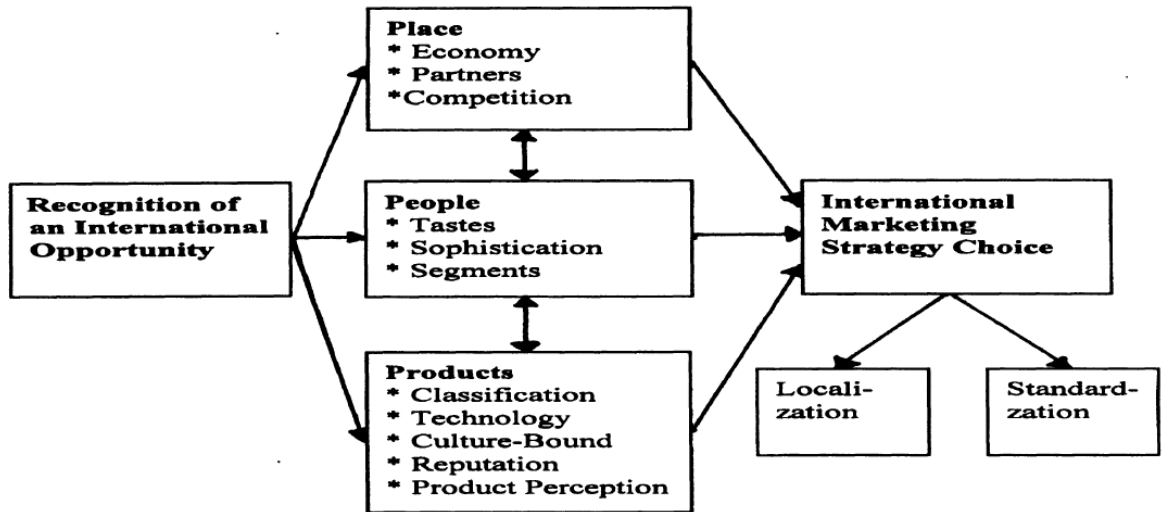 Place
* Economy
* Partners
*Competition
Recognition of
an International
Opportunity
People
* Tastes
* Sophistication
* Segments
International
Marketing
Strategy Choice
Products
* Classification
* Technology
* Culture-Bound
* Reputation
* Product Perception
Locali-
zation
Standard-
zation